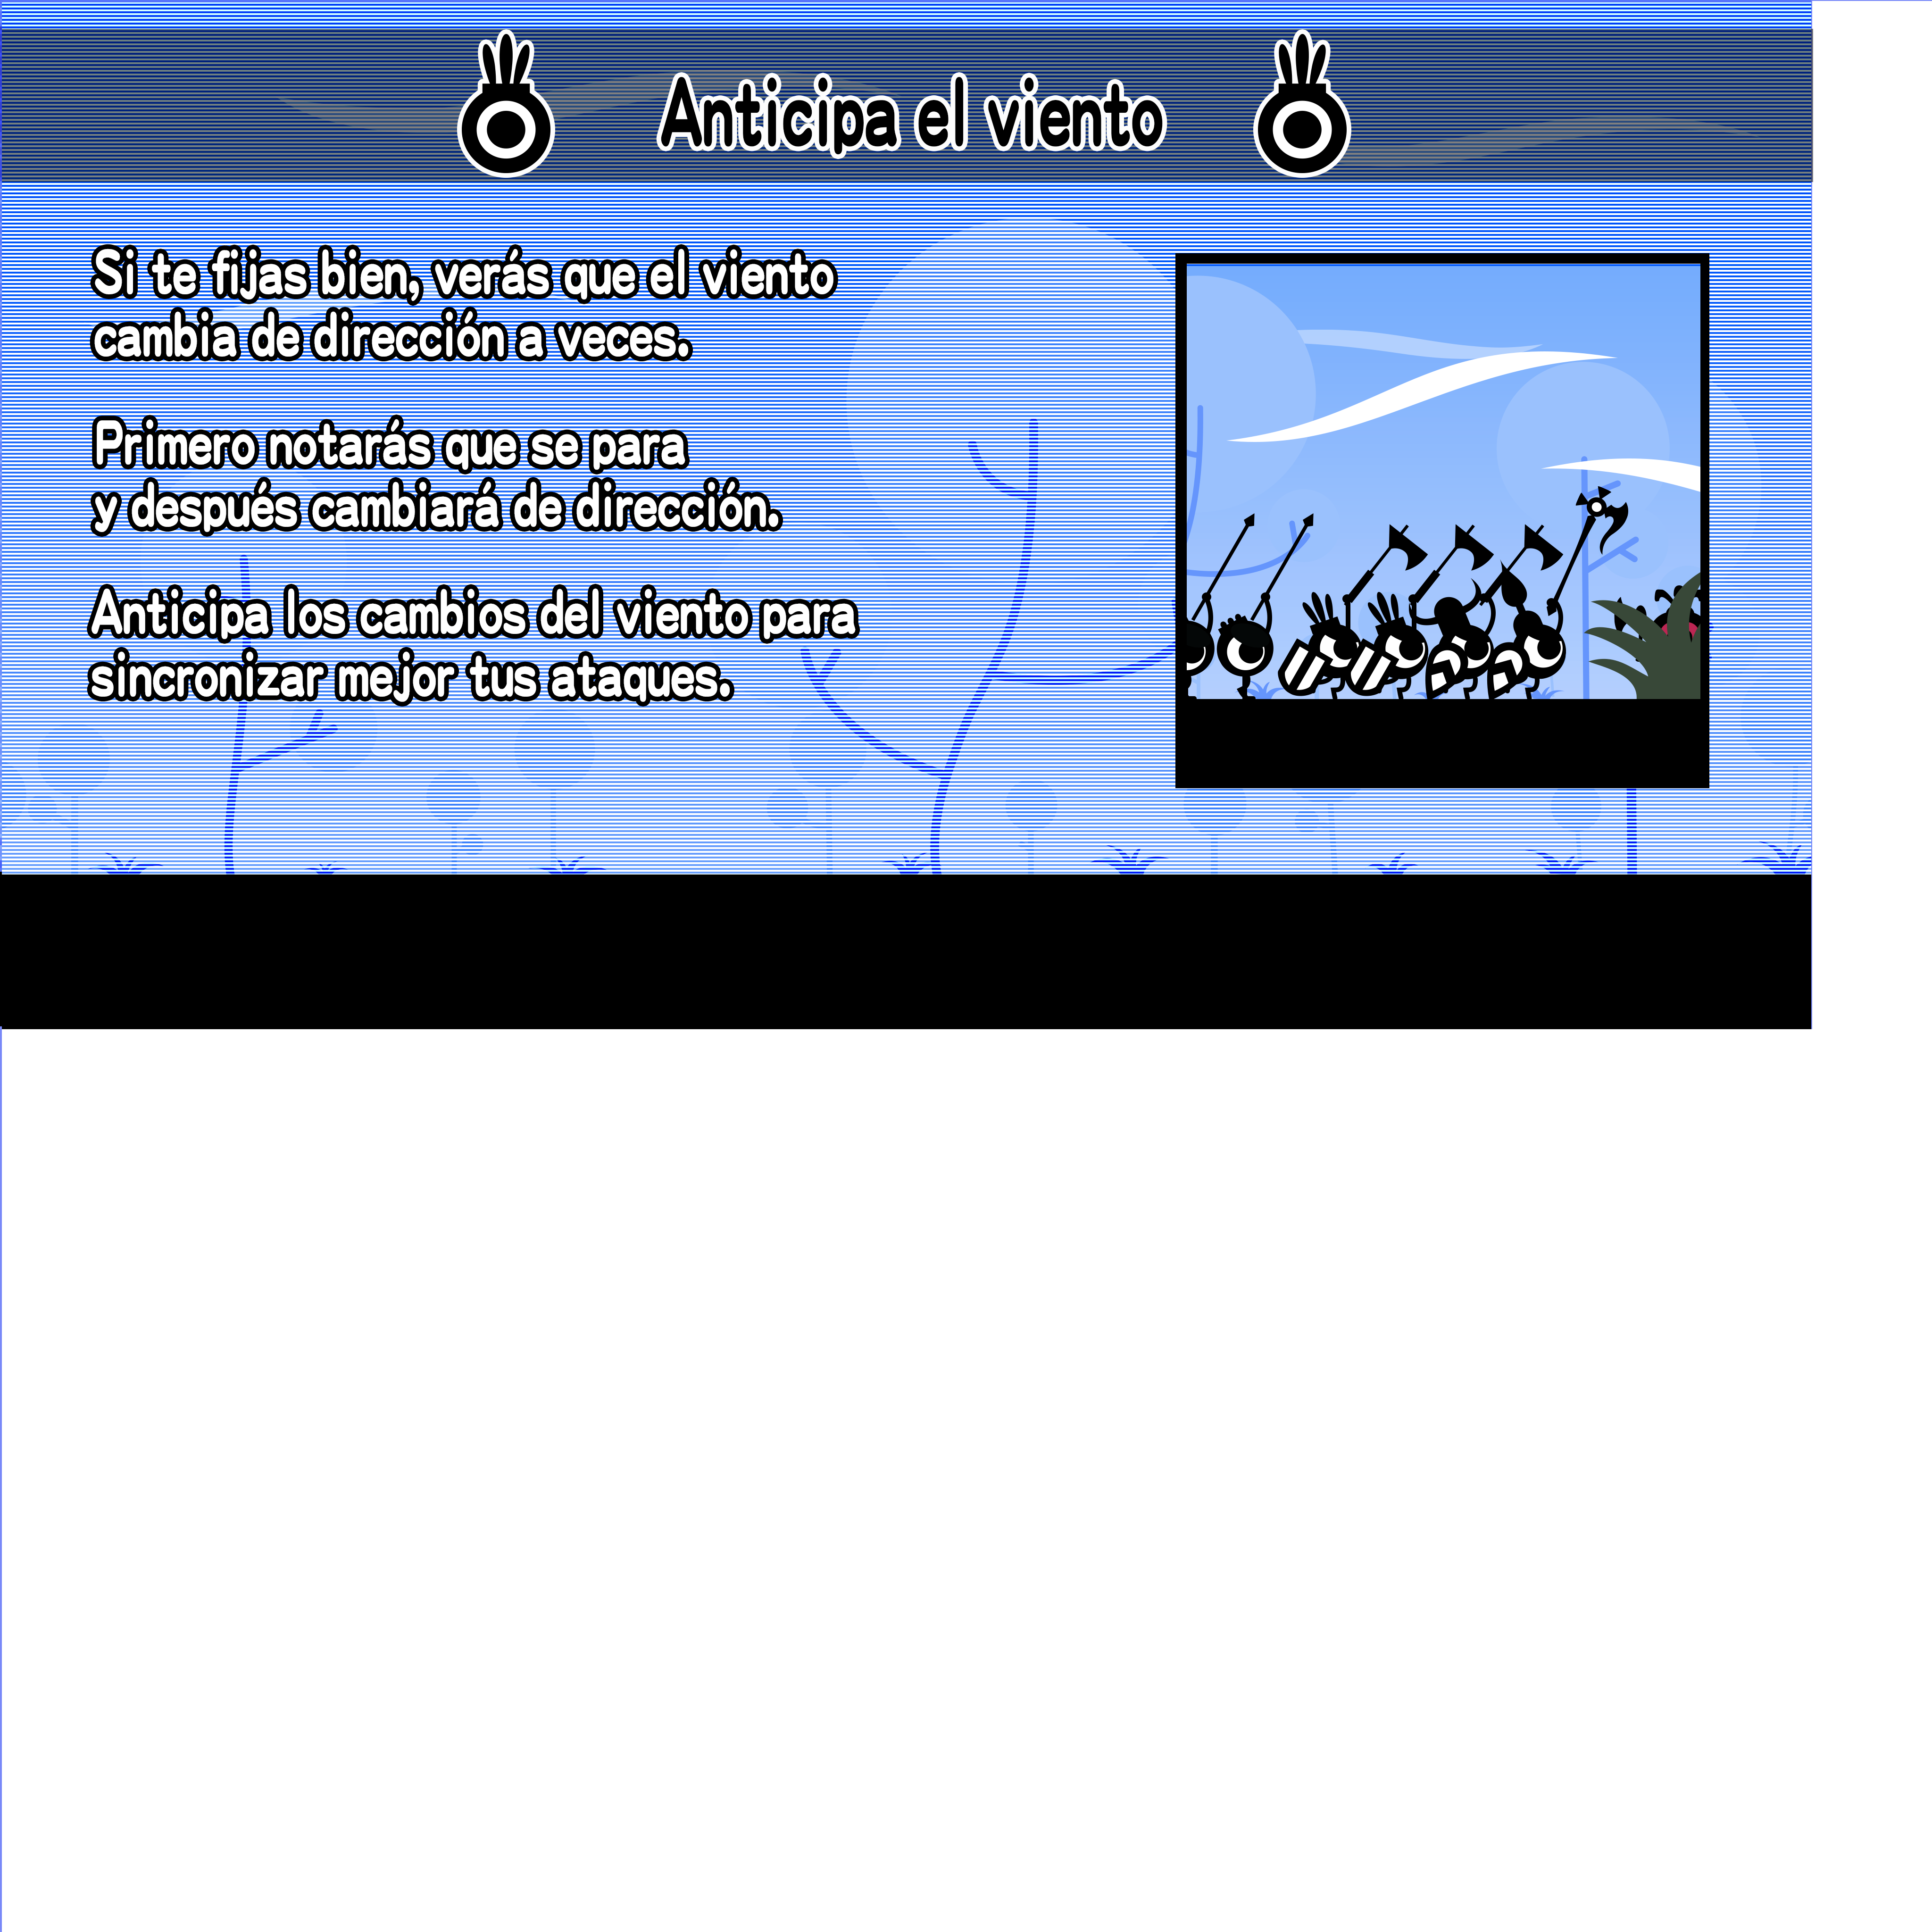 Anticipa el viento
Si te fijas bien, verás que el viento
cambia de dirección a veces.
Primero notarás que se para
y después cambiará de dirección.
Anticipa los cambios del viento para
sincronizar mejor tus ataques.